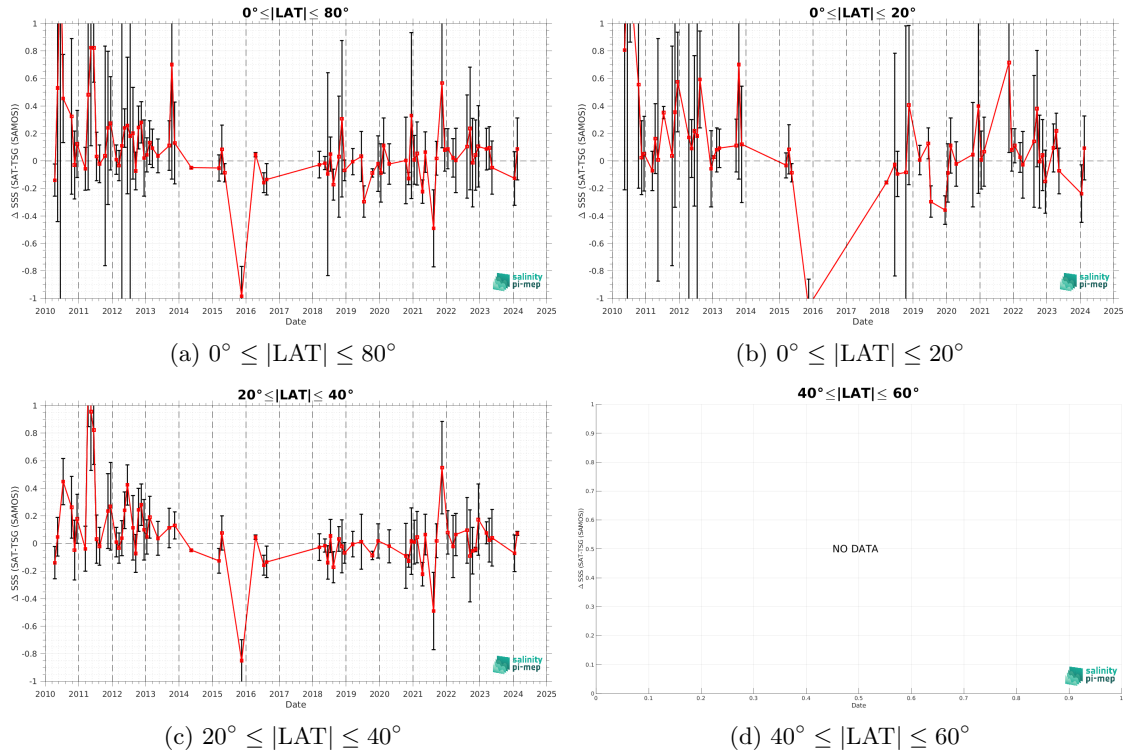 0°≤|LAT|≤ 80°
Δ SSS (SAT-TSG (SAMOS))
1
0.8
0.6
0.4
0.2
0
-0.2
-0.4
-0.6
-0.8
-1
2010 2011 2012 2013 2014 2015 2016 2017 2018 2019 2020 2021 2022 2023 2024 2025
Date
salinity
pi-mep
(a) 0° ≤ |LAT| ≤ 80°
0°≤|LAT|≤ 20°
Δ SSS (SAT-TSG (SAMOS))
1
0.8
0.6
0.4
0.2
0
-0.2
-0.4
-0.6
-0.8
-1
2010 2011 2012 2013 2014 2015 2016 2017 2018 2019 2020 2021 2022 2023 2024 2025
Date
salinity
pi-mep
(b) 0° ≤ |LAT| ≤ 20°
20°≤|LAT|≤ 40°
Δ SSS (SAT-TSG (SAMOS))
1
0.8
0.6
0.4
0.2
0
-0.2
-0.4
-0.6
-0.8
-1
2010 2011 2012 2013 2014 2015 2016 2017 2018 2019 2020 2021 2022 2023 2024 2025
Date
salinity
pi-mep
(c) 20° ≤ |LAT| ≤ 40°
40°≤|LAT|≤ 60°
Δ SSS (SAT-TSG (SAMOS))
1
0.9
0.8
0.7
0.6
0.5
0.4
0.3
0.2
0.1
0
NO DATA
0 0.1 0.2 0.3 0.4 0.5 0.6 0.7 0.8 0.9 1
Date
salinity
pi-mep
(d) 40° ≤ |LAT| ≤ 60°